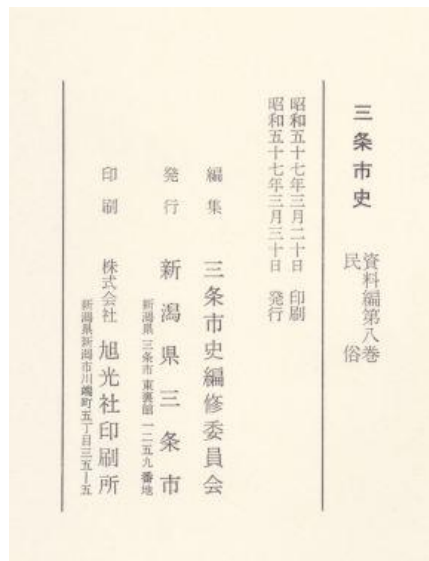 三条市史
資料編第八巻
民俗
昭和五十七年三月二十日 印刷
昭和五十七年三月三十日 発行
編集 三条市史編修委員会
発行 新潟県三条市
新潟県三条市東裏館一二五九番地
印刷 株式会社 旭光社印刷所
新潟県新潟市川端町五丁目三五ー五